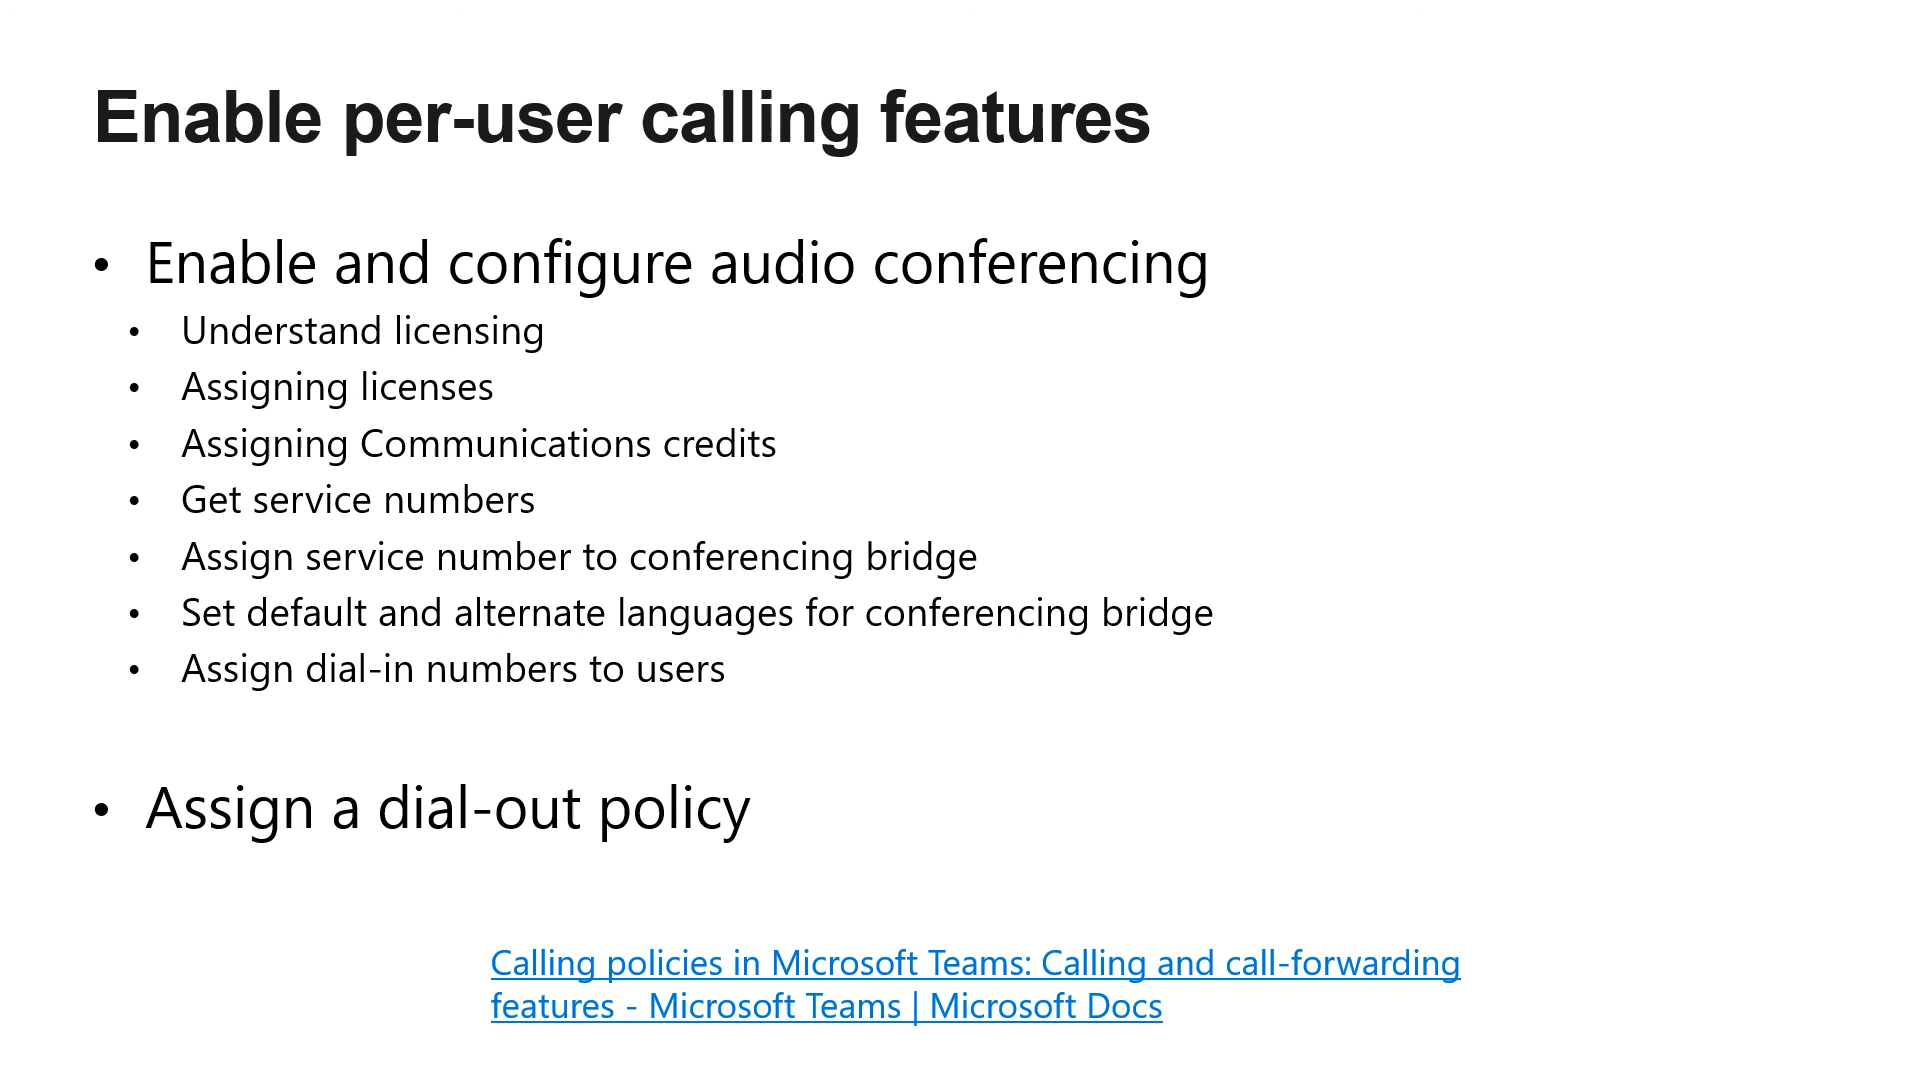 Enable per-user calling features
• Enable and configure audio conferencing
• Understand licensing
• Assigning licenses
• Assigning Communications credits
• Get service numbers
• Assign service number to conferencing bridge
• Set default and alternate languages for conferencing bridge
• Assign dial-in numbers to users
• Assign a dial-out policy
Calling policies in Microsoft Teams: Calling and call-forwarding
features - Microsoft Teams | Microsoft Docs